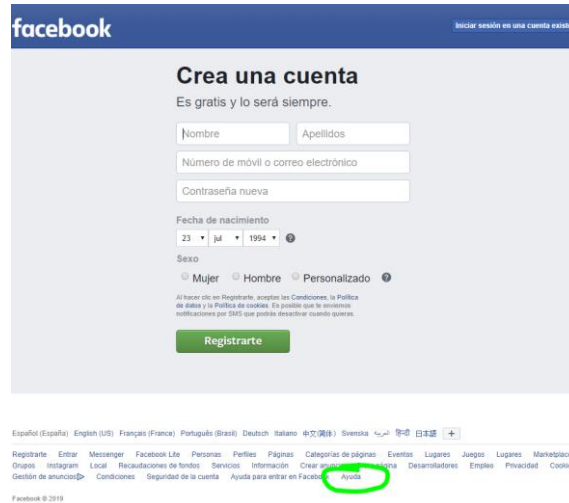 facebook
Iniciar sesión en una cuenta
Crea una cuenta
Es gratis y lo será siempre.
Nombre Apellidos
Número de móvil o correo electrónico
Contraseña nueva
Fecha de nacimiento
23 jul 1994
Sexo
Mujer Hombre Personalizado
Al hacer clic en Registrarte, aceptas las Condiciones, la Política
de datos y la Política de cookies. Es posible que te enviemos
notificaciones por SMS que podrás desactivar cuando quieras.
Registrarte
Español (España) English (US) Français (France) Português (Brasil) Deutsch Italiano 中文(简体) Svenska العربية हिन्दी 日本語 +
Registrarte Entrar Messenger Facebook Lite Personas Perfiles Páginas Categorías de páginas Eventos Lugares Juegos Lugares
Grupos Instagram Local Recaudaciones de fondos Servicios Información Crear página Desarrolladores Empleo Privacidad
Gestión de anuncios Condiciones Seguridad de la cuenta Ayuda para entrar en Facebook Ayuda
Facebook © 2019